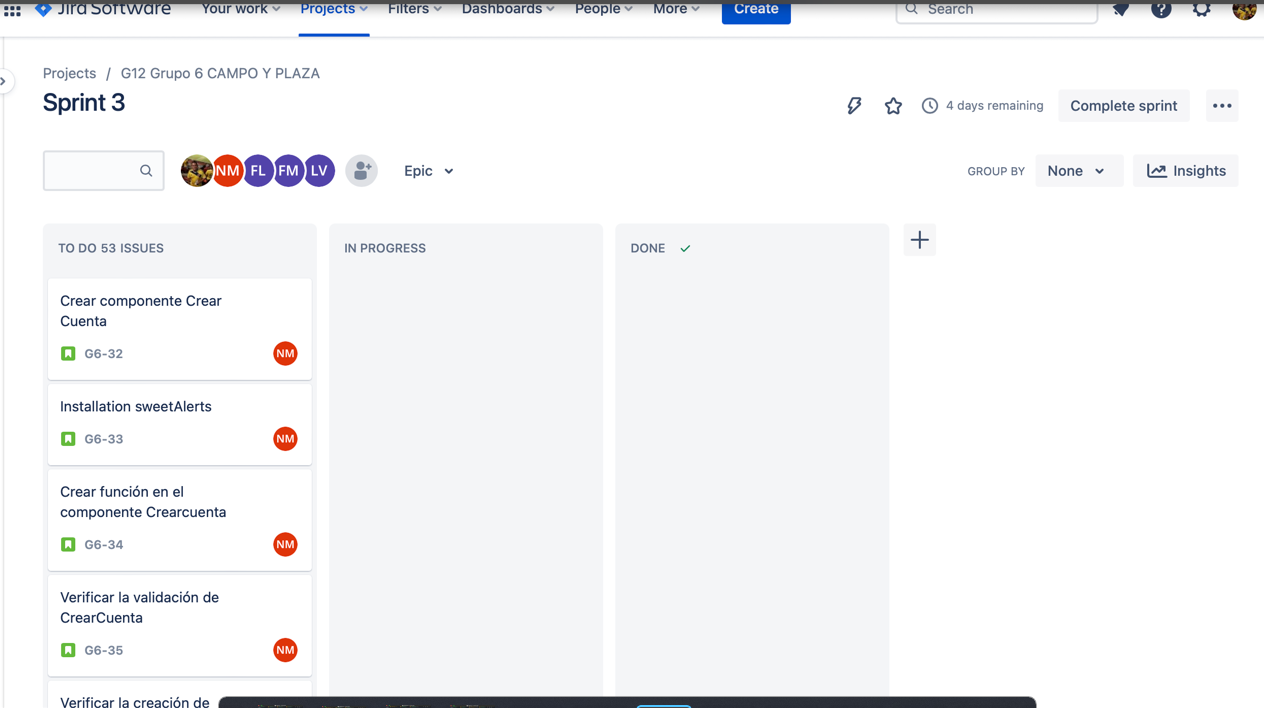 Jira Software Your work Projects Filters Dashboards People More Create Search
Projects / G12 Grupo 6 CAMPO Y PLAZA
Sprint 3
4 days remaining Complete sprint
NM FL FM LV Epic GROUP BY None Insights
TO DO 53 ISSUES
Crear componente Crear
Cuenta
G6-32 NM
Installation sweetAlerts
G6-33 NM
Crear función en el
componente Crearcuenta
G6-34 NM
Verificar la validación de
CrearCuenta
G6-35 NM
Verificar la creación de
IN PROGRESS
DONE